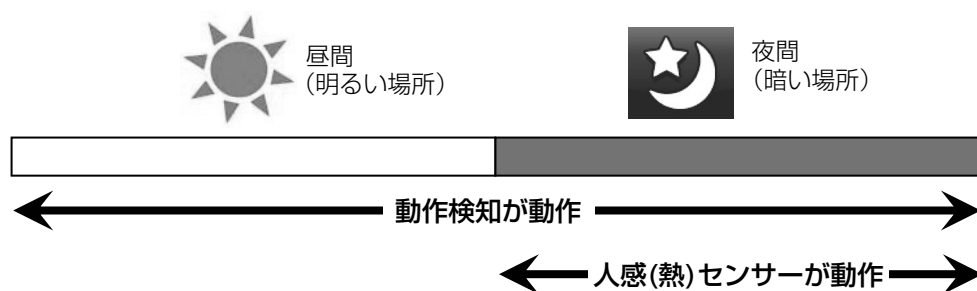 昼間
（明るい場所）
夜間
（暗い場所）
動作検知が動作
人感(熱)センサーが動作